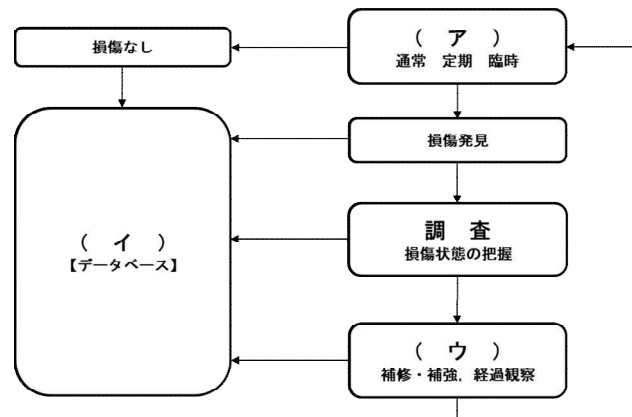 損傷なし
( ア )
通常 定期 臨時
損傷発見
( イ )
【データベース】
調 査
損傷状態の把握
( ウ )
補修・補強,経過観察